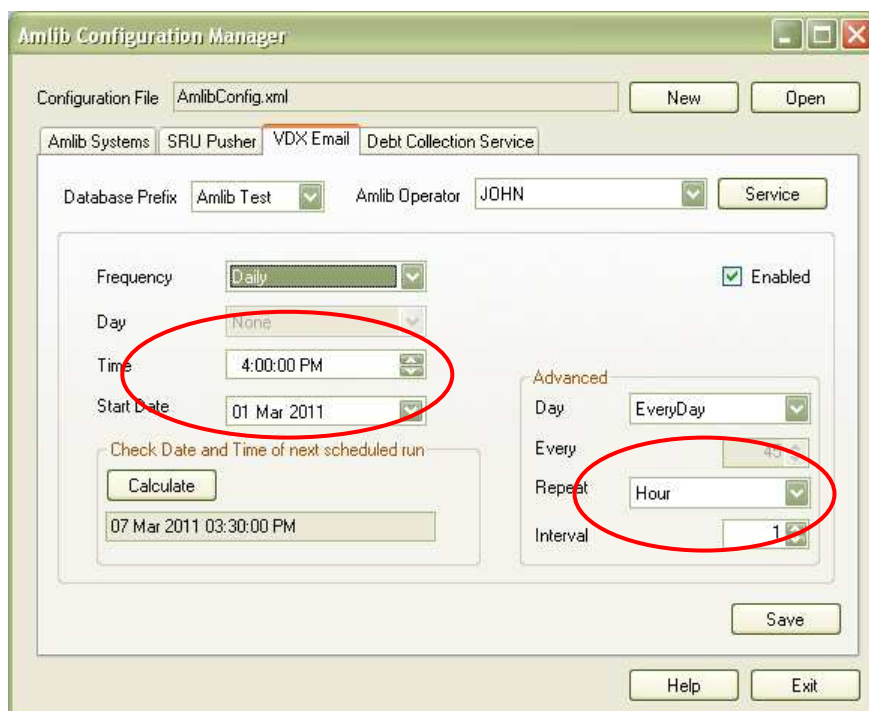 Amlib Configuration Manager
Configuration File AmlibConfig.xml New Open
Amlib Systems SRU Pusher VDX Email Debt Collection Service
Database Prefix Amlib Test Amlib Operator JOHN Service
Frequency Daily Enabled
Day None
Time 4:00:00 PM
Start Date 01 Mar 2011
Check Date and Time of next scheduled run
Calculate
07 Mar 2011 03:30:00 PM
Advanced
Day EveryDay
Every 45
Repeat Hour
Interval 1
Save
Help Exit